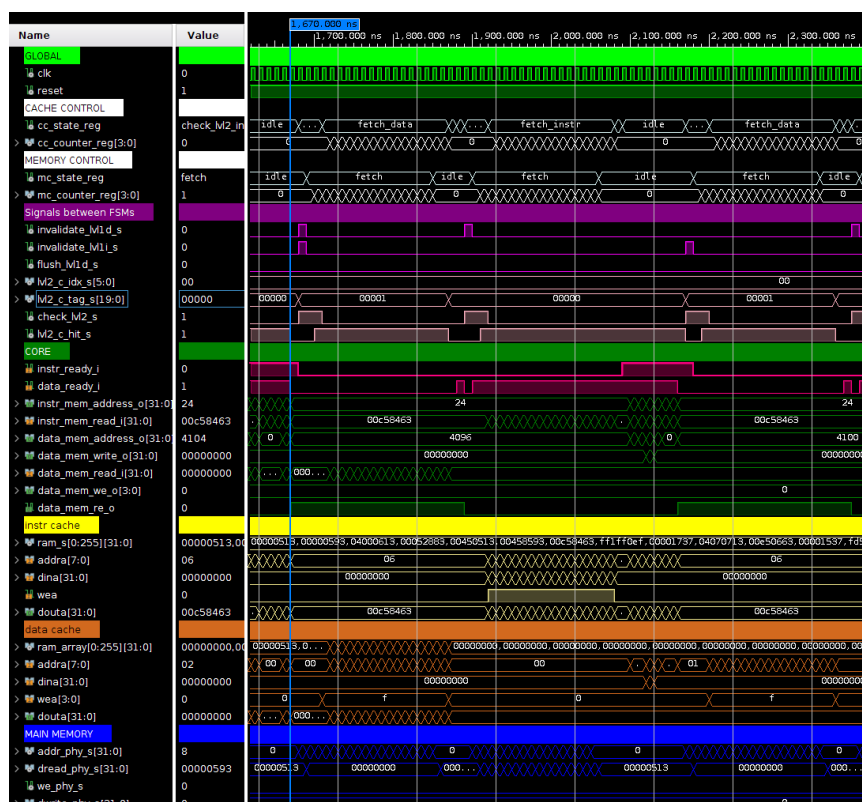 1,670.000 ns
Name Value 1,700.000 ns 1,800.000 ns 1,900.000 ns 2,000.000 ns 2,100.000 ns 2,200.000 ns 2,300.000 ns
GLOBAL
clk 0
reset 1
CACHE CONTROL
cc_state_reg check_lvl2_in idle ... fetch_data ... fetch_instr idle ... fetch_data
cc_counter_reg[3:0] 0 0 0 0
MEMORY CONTROL
mc_state_reg fetch idle fetch idle fetch idle fetch idle
mc_counter_reg[3:0] 1 0 0 0 0
Signals between FSMs
invalidate_lvl1d_s 0
invalidate_lvl1i_s 0
flush_lvl1d_s 0
lvl2_c_idx_s[5:0] 00 00
lvl2_c_tag_s[19:0] 00000 00000 00001 00000 00001
check_lvl2_s 1
lvl2_c_hit_s 1
CORE
instr_ready_i 0
data_ready_i 1
instr_mem_address_o[31:0] 24 24 24
instr_mem_read_i[31:0] 00c58463 00c58463 00c58463
data_mem_address_o[31:0] 4104 0 4096 0 4100
data_mem_write_o[31:0] 00000000 00000000 00000000
data_mem_read_i[31:0] 00000000 ... 000...
data_mem_we_o[3:0] 0 0
data_mem_re_o 0
instr cache
ram_s[0:255][31:0] 00000513,00 00000513,00000593,04000613,00052883,00450513,00458593,00c58463,ff1ff0ef,00001737,04070713,00e50663,00001537,fd5
addra[7:0] 06 06 06
dina[31:0] 00000000 00000000 00000000
wea 0
douta[31:0] 00c58463 00c58463 00c58463
data cache
ram_array[0:255][31:0] 00000000,00 00000513,0... 00000000,00000000,00000000,00000000,00000000,00000000,000
addra[7:0] 02 00 00 00 01
dina[31:0] 00000000 00000000 00000000
wea[3:0] 0 0 f 0 f
douta[31:0] 00000000 ... 000...
MAIN MEMORY
addr_phy_s[31:0] 8 0 0 0 0
dread_phy_s[31:0] 00000593 00000513 00000000 000... 00000513 00000000 000...
we_phy_s 0